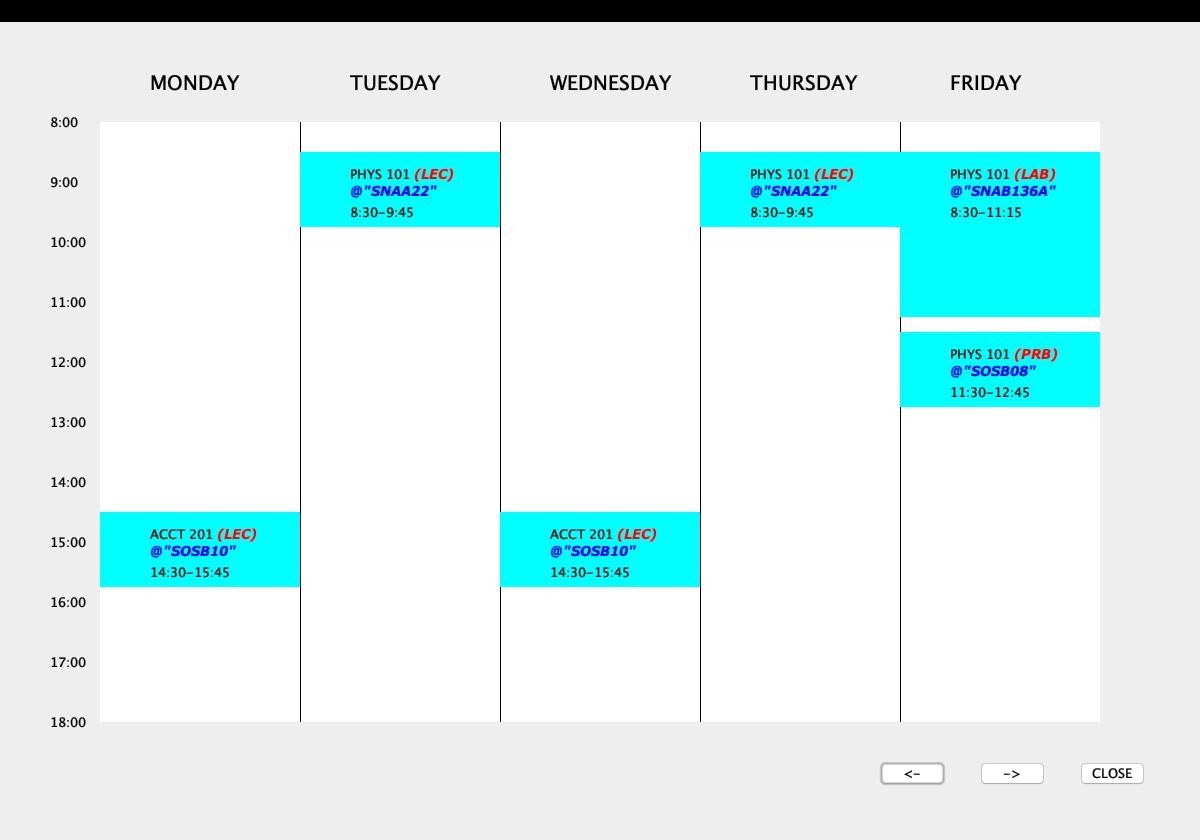 MONDAY TUESDAY WEDNESDAY THURSDAY FRIDAY
8:00
PHYS 101 (LEC) PHYS 101 (LEC) PHYS 101 (LAB)
9:00 @"SNAA22" @"SNAA22" @"SNAB136A"
8:30-9:45 8:30-9:45 8:30-11:15
10:00
11:00
PHYS 101 (PRB)
12:00 @"SOSB08"
11:30-12:45
13:00
14:00
ACCT 201 (LEC) ACCT 201 (LEC)
15:00 @"SOSB10" @"SOSB10"
14:30-15:45 14:30-15:45
16:00
17:00
18:00
<- -> CLOSE